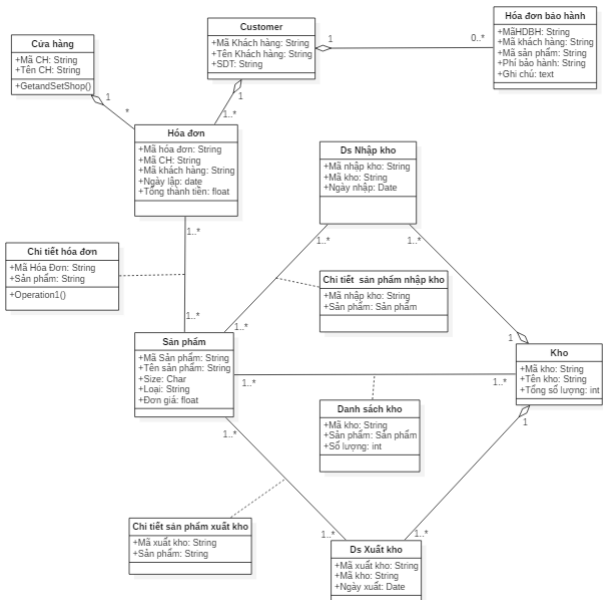 Cửa hàng
+Mã CH: String
+Tên CH: String
+GetandSetShop()
Customer
+Mã Khách hàng: String
+Tên Khách hàng: String
+SDT: String
Hóa đơn bảo hành
+MãHDBH: String
+Mã khách hàng: String
+Mã sản phẩm: String
+Phí bảo hành: String
+Ghi chú: text
1
0..*
1
*
1
1..*
Hóa đơn
+Mã hóa đơn: String
+Mã CH: String
+Mã khách hàng: String
+Ngày lập: date
+Tổng thành tiền: float
Ds Nhập kho
+Mã nhập kho: String
+Mã kho: String
+Ngày nhập: Date
1..*
1..*
1..*
Chi tiết hóa đơn
+Mã Hóa Đơn: String
+Sản phẩm: String
+Operation1()
Chi tiết sản phẩm nhập kho
+Mã nhập kho: String
+Sản phẩm: Sản phẩm
1..*
1..*
1
Sản phẩm
+Mã Sản phẩm: String
+Tên sản phẩm: String
+Size: Char
+Loại: String
+Đơn giá: float
Kho
+Mã kho: String
+Tên kho: String
+Tổng số lượng: int
1..*
1..*
Danh sách kho
+Mã kho: String
+Sản phẩm: Sản phẩm
+Số lượng: int
1..*
1
Chi tiết sản phẩm xuất kho
+Mã xuất kho: String
+Sản phẩm: String
1..*
1..*
Ds Xuất kho
+Mã xuất kho: String
+Mã kho: String
+Ngày xuất: Date